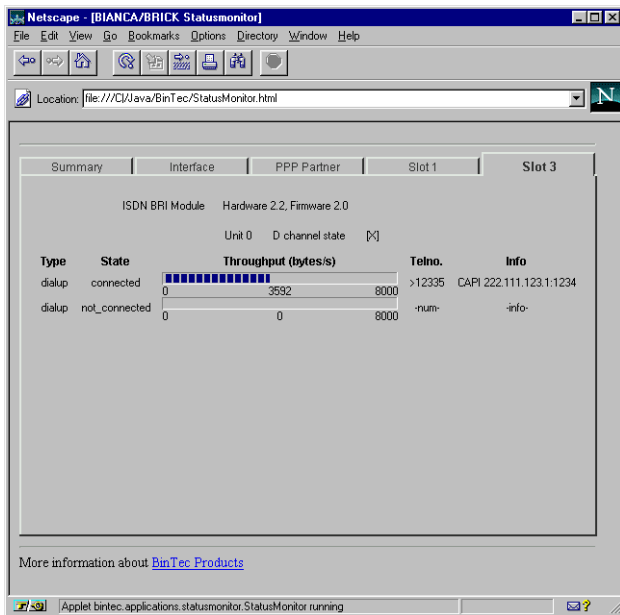 Netscape - [BIANCA/BRICK Statusmonitor]
File Edit View Go Bookmarks Options Directory Window Help
Location: file:///C|/Java/BinTec/StatusMonitor.html
N
Summary Interface PPP Partner Slot 1 Slot 3
ISDN BRI Module Hardware 2.2, Firmware 2.0
Unit 0 D channel state [X]
Type State Throughput (bytes/s) Telno. Info
dialup connected >12335 CAPI 222.111.123.1:1234
0 3592 8000
dialup not_connected -num- -info-
0 0 8000
More information about BinTec Products
Applet bintec.applications.statusmonitor.StatusMonitor running